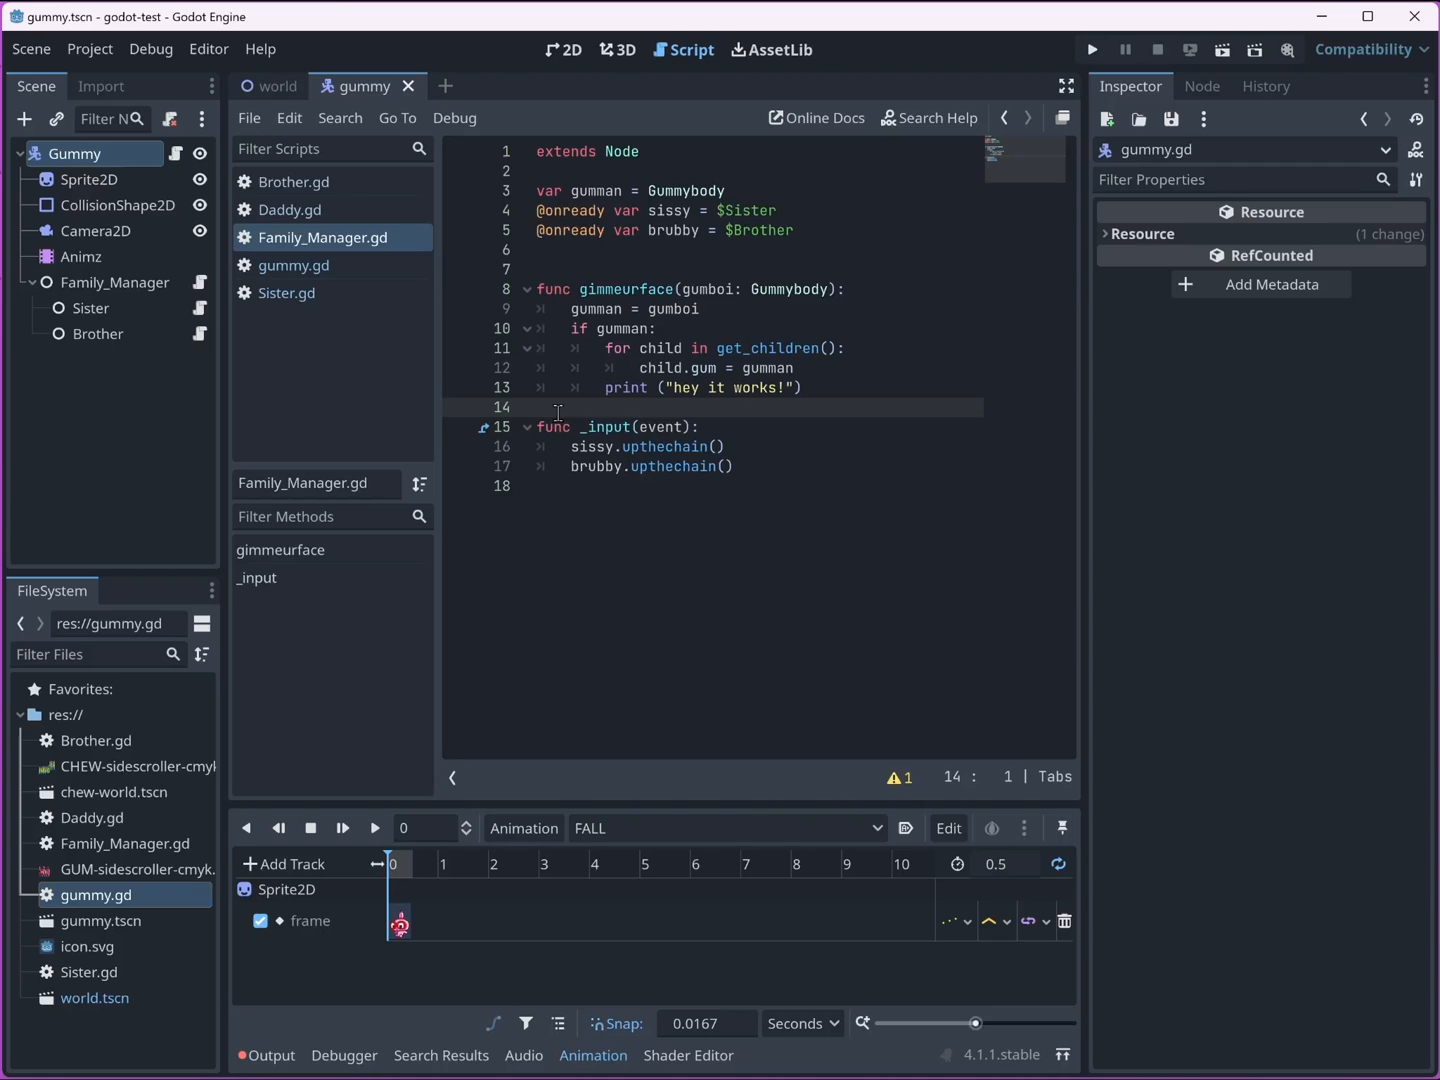 gummy.tscn - godot-test - Godot Engine
Scene Project Debug Editor Help
2D 3D Script AssetLib
Compatibility
Scene Import
world gummy
Inspector Node History
Filter N
File Edit Search Go To Debug
Online Docs Search Help
Gummy
Sprite2D
CollisionShape2D
Camera2D
Animz
Family_Manager
Sister
Brother
Filter Scripts
Brother.gd
Daddy.gd
Family_Manager.gd
gummy.gd
Sister.gd
Family_Manager.gd
Filter Methods
gimmeurface
_input
1 extends Node
2
3 var gumman = Gummybody
4 @onready var sissy = $Sister
5 @onready var brubby = $Brother
6
7
8 func gimmeurface(gumboi: Gummybody):
9 gumman = gumboi
10 if gumman:
11 for child in get_children():
12 child.gum = gumman
13 print ("hey it works!")
14
15 func _input(event):
16 sissy.upthechain()
17 brubby.upthechain()
18
1 14 : 1 | Tabs
gummy.gd
Filter Properties
Resource
Resource (1 change)
RefCounted
Add Metadata
FileSystem
res://gummy.gd
Filter Files
Favorites:
res://
Brother.gd
CHEW-sidescroller-cmyk
chew-world.tscn
Daddy.gd
Family_Manager.gd
GUM-sidescroller-cmyk.
gummy.gd
gummy.tscn
icon.svg
Sister.gd
world.tscn
0 Animation FALL Edit
Add Track 0 1 2 3 4 5 6 7 8 9 10 0.5
Sprite2D
frame
Snap: 0.0167 Seconds
Output Debugger Search Results Audio Animation Shader Editor 4.1.1.stable